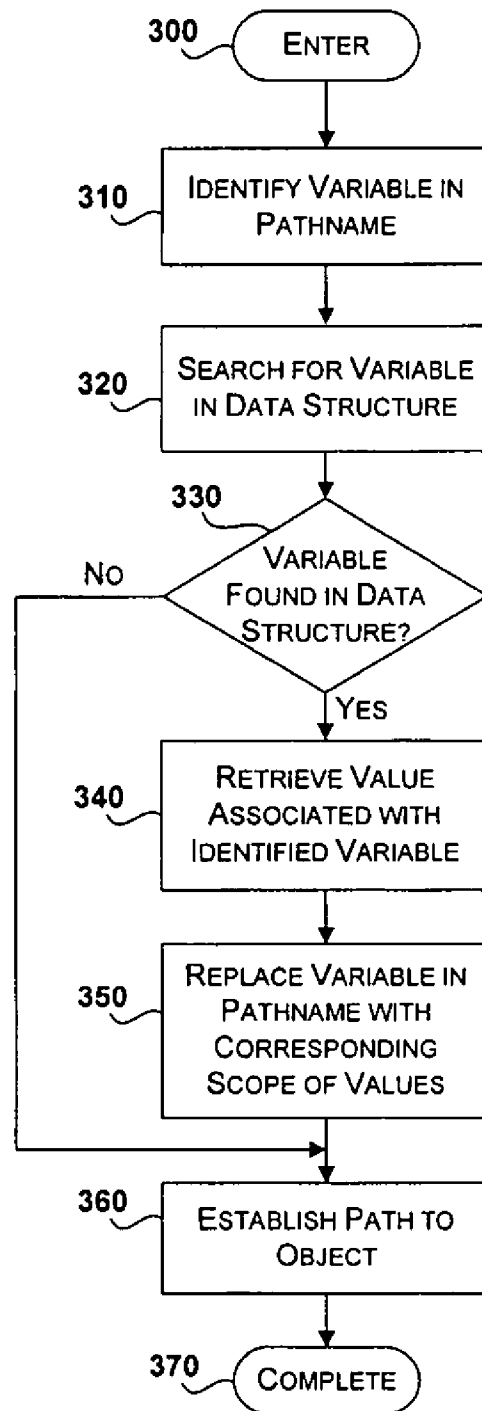 300
ENTER
310
IDENTIFY VARIABLE IN
PATHNAME
320
SEARCH FOR VARIABLE
IN DATA STRUCTURE
330
VARIABLE
FOUND IN DATA
STRUCTURE?
NO
YES
340
RETRIEVE VALUE
ASSOCIATED WITH
IDENTIFIED VARIABLE
350
REPLACE VARIABLE IN
PATHNAME WITH
CORRESPONDING
SCOPE OF VALUES
360
ESTABLISH PATH TO
OBJECT
370
COMPLETE